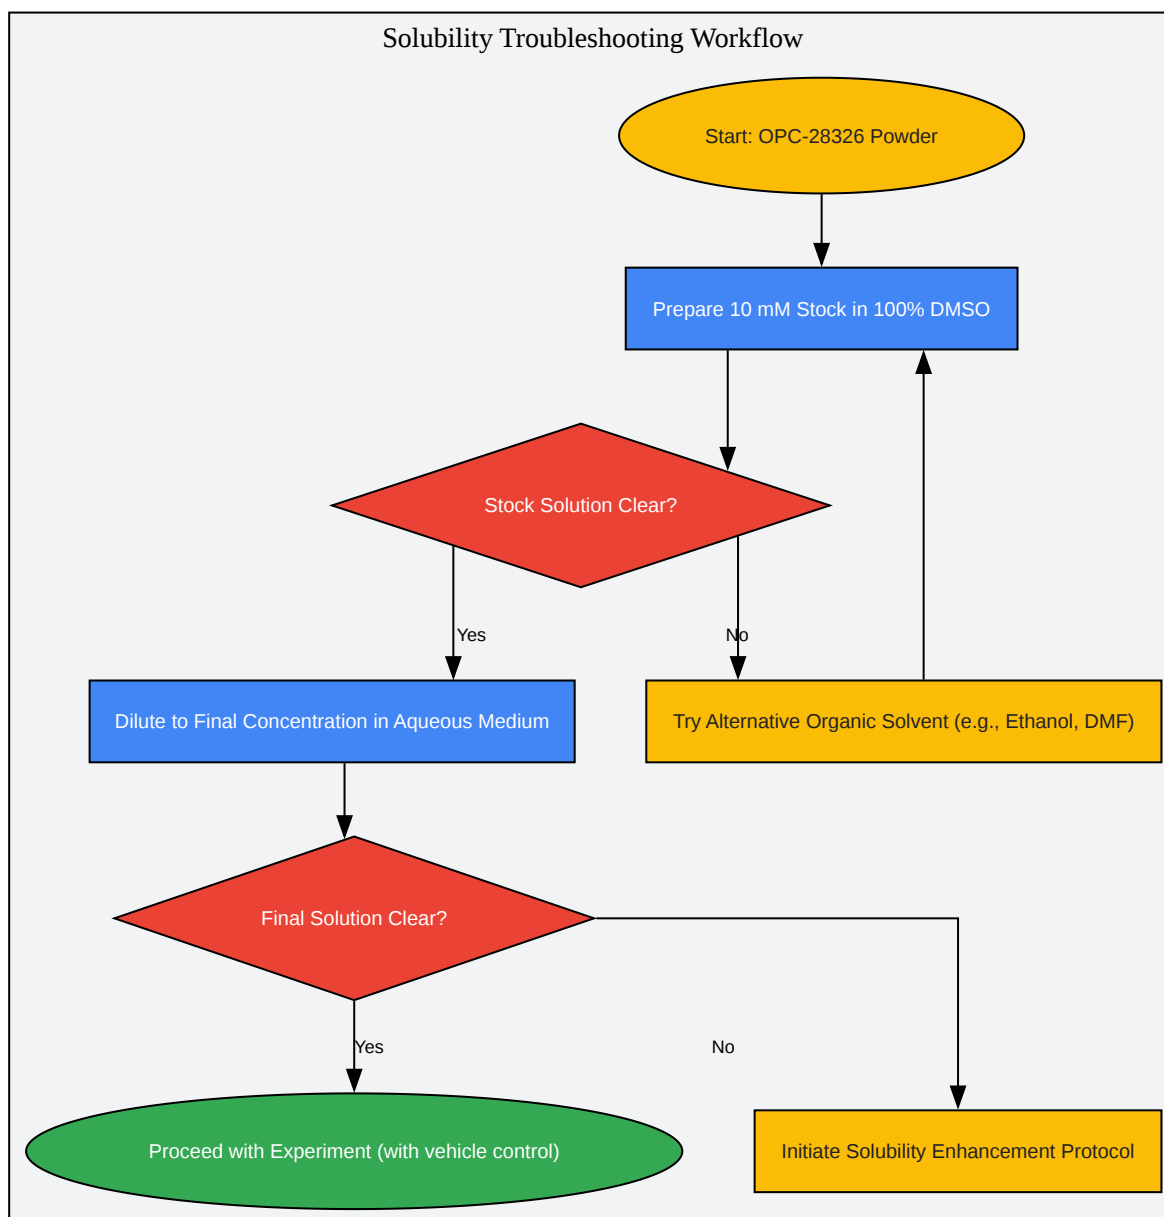 Solubility Troubleshooting Workflow
Start: OPC-28326 Powder
Prepare 10 mM Stock in 100% DMSO
Stock Solution Clear?
Yes
No
Dilute to Final Concentration in Aqueous Medium
Try Alternative Organic Solvent (e.g., Ethanol, DMF)
Final Solution Clear?
Yes
No
Proceed with Experiment (with vehicle control)
Initiate Solubility Enhancement Protocol